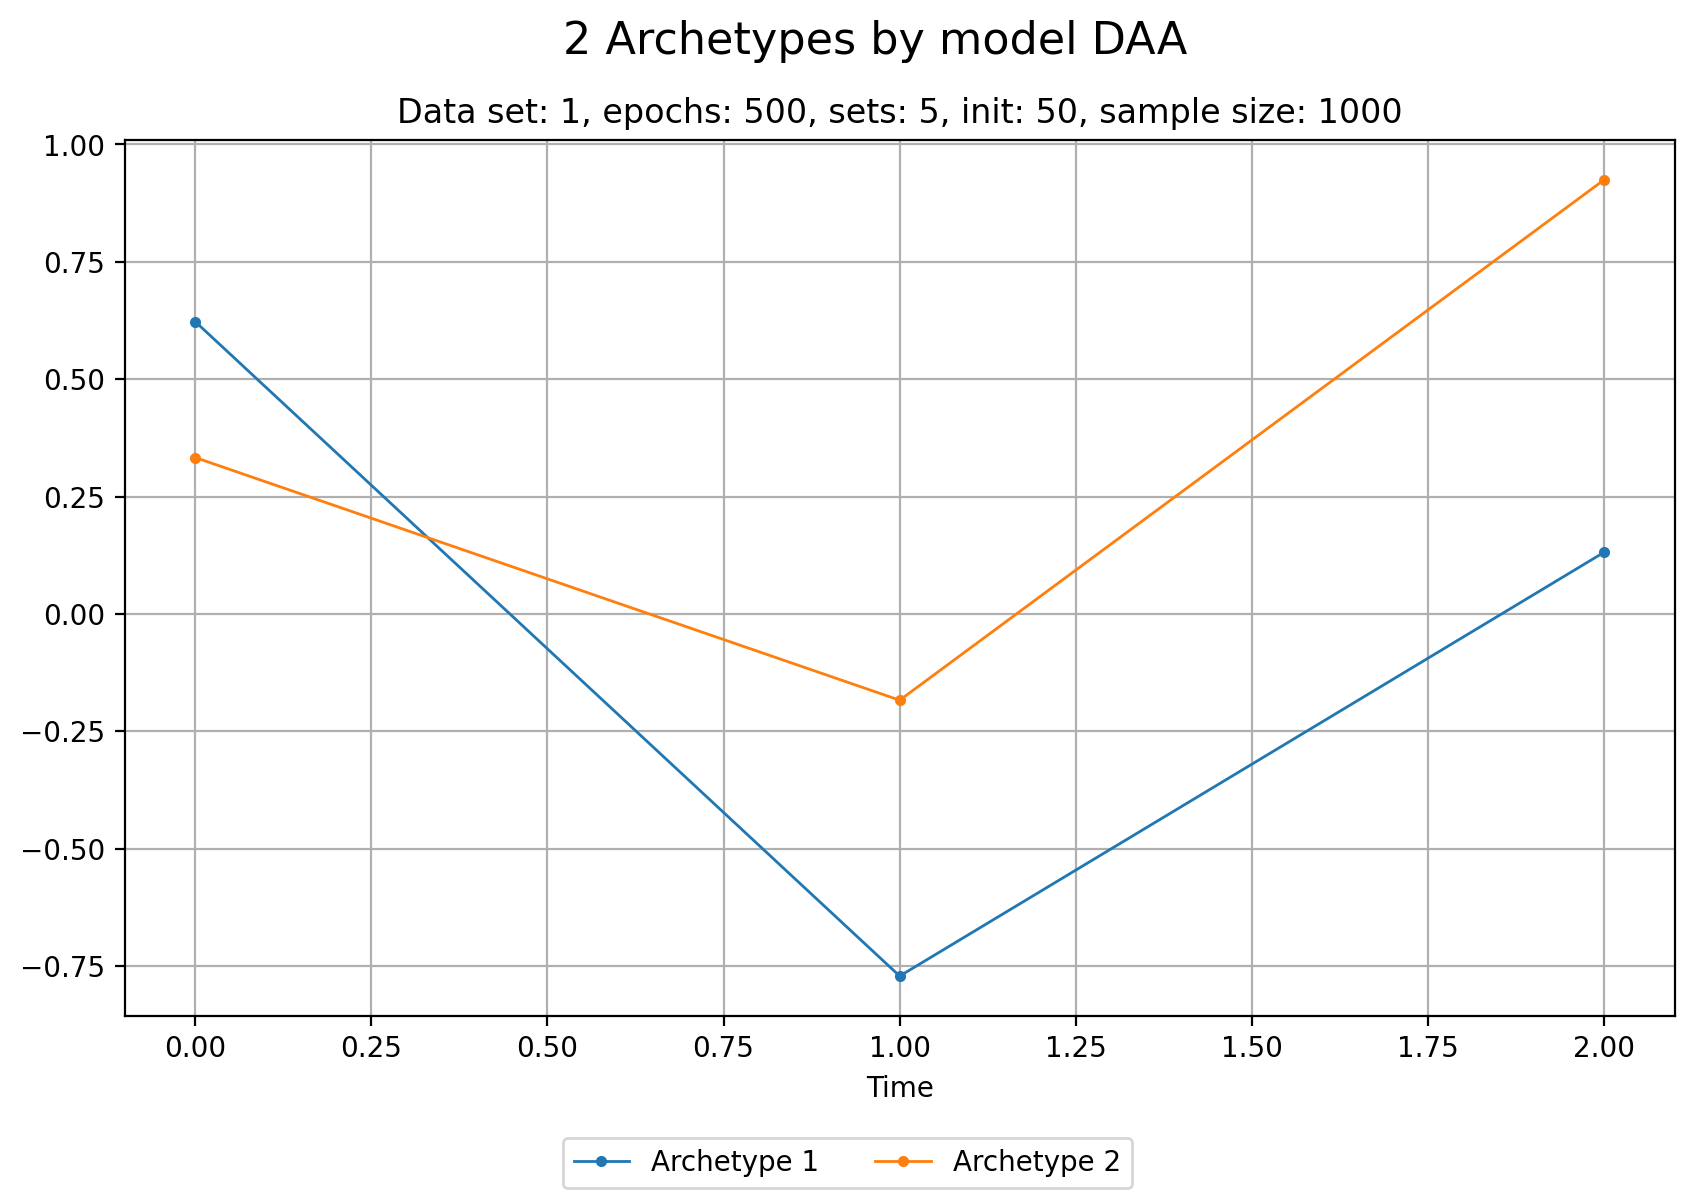 2 Archetypes by model DAA
Data set: 1, epochs: 500, sets: 5, init: 50, sample size: 1000
1.00
0.75
0.50
0.25
0.00
−0.25
−0.50
−0.75
0.00 0.25 0.50 0.75 1.00 1.25 1.50 1.75 2.00
Time
Archetype 1 Archetype 2